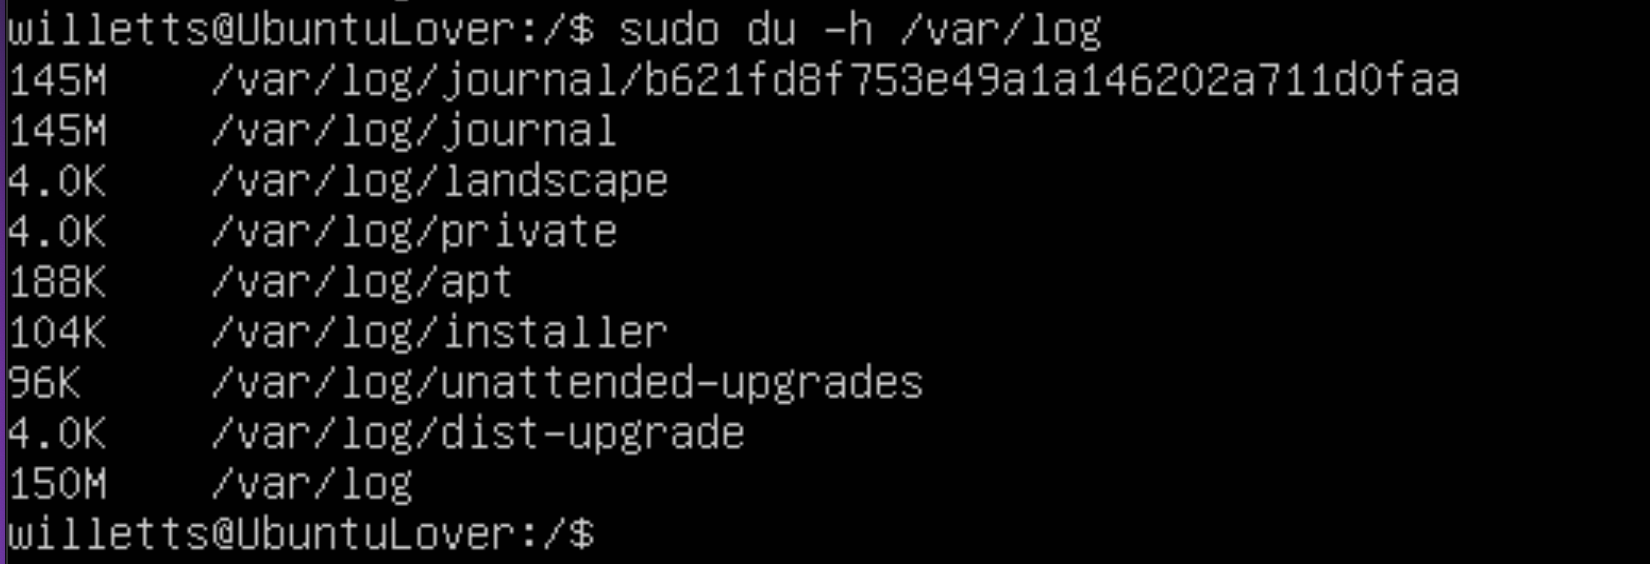 willetts@UbuntuLover:/$ sudo du -h /var/log
145M    /var/log/journal/b621fd8f753e49a1a146202a711d0faa
145M    /var/log/journal
4.0K    /var/log/landscape
4.0K    /var/log/private
188K    /var/log/apt
104K    /var/log/installer
96K     /var/log/unattended-upgrades
4.0K    /var/log/dist-upgrade
150M    /var/log
willetts@UbuntuLover:/$